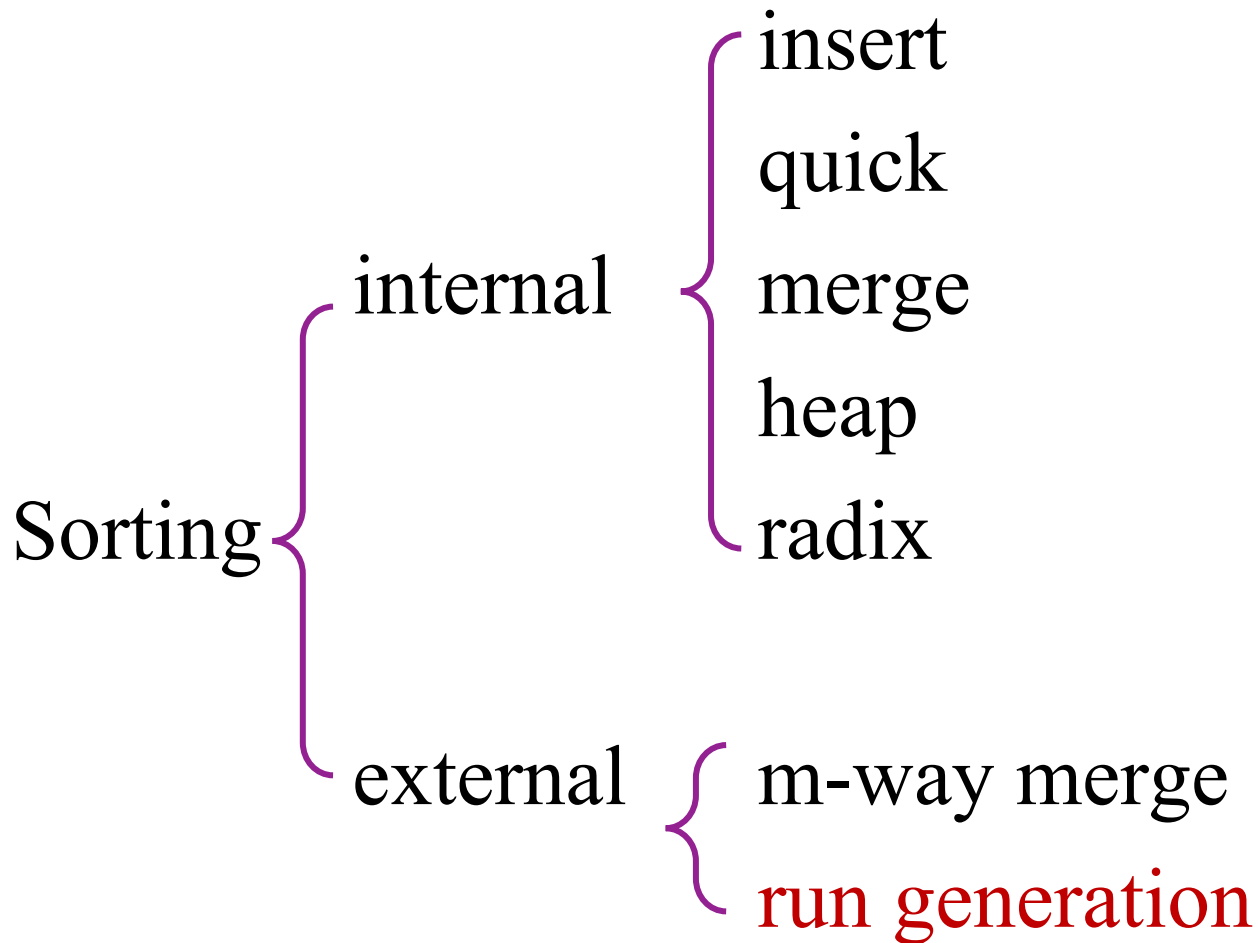 Sorting
internal
insert
quick
merge
heap
radix
external
m-way merge
run generation